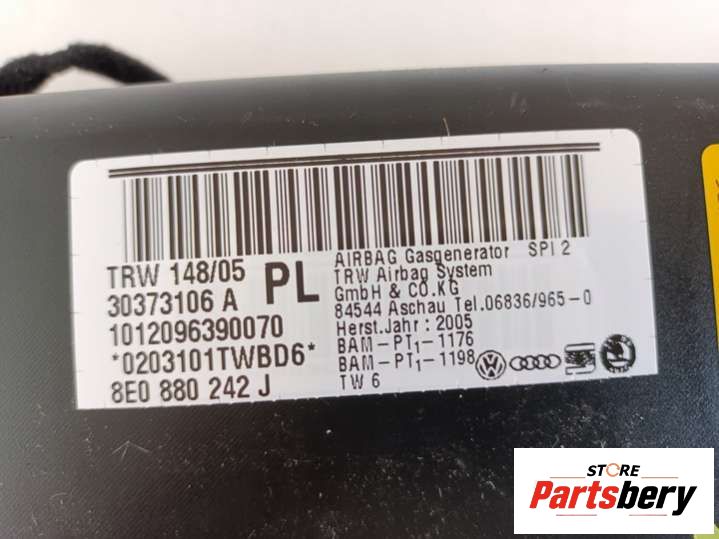 TRW 148/05
30373106 A
PL
1012096390070
*0203101TWBD6*
8E0 880 242 J
AIRBAG Gasgenerator SPI 2
TRW Airbag System
GmbH & CO.KG
84544 Aschau Tel.06836/965-0
Herst.Jahr : 2005
BAM-PT1-1176
BAM-PT1-1198
TW 6
STORE
Partsbery